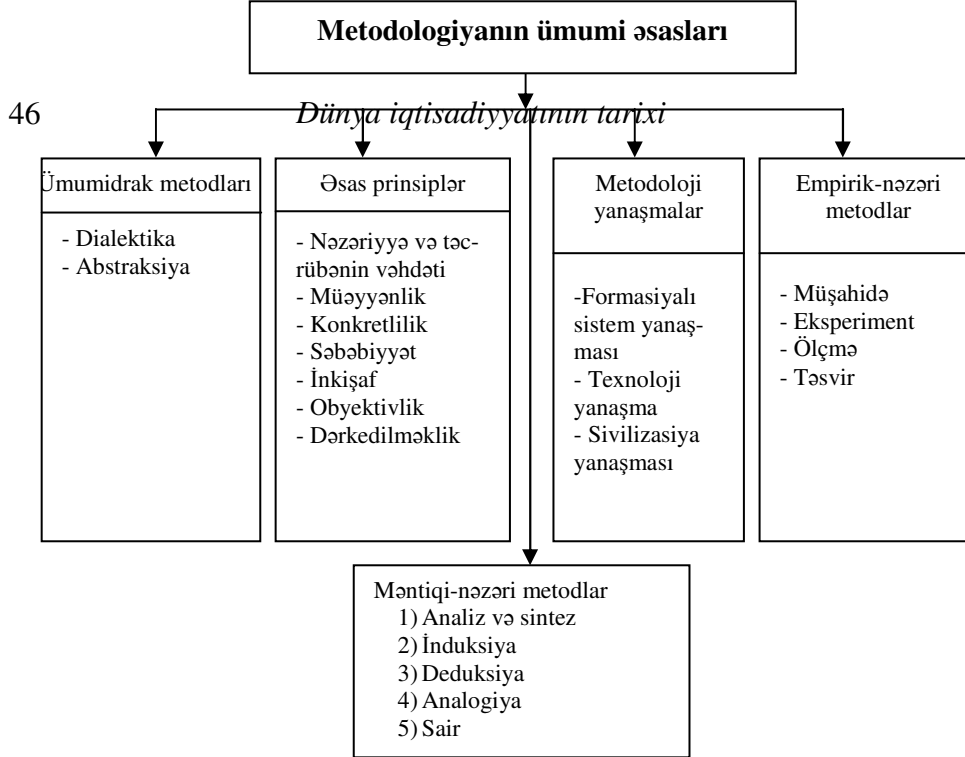 Metodologiyanın ümumi əsasları
46
Dünya iqtisadiyyatının tarixi
Ümumidrak metodları
- Dialektika
- Abstraksiya
Əsas prinsiplər
- Nəzəriyyə və təc-
rübənin vəhdəti
- Müəyyənlik
- Konkretlilik
- Səbəbiyyət
- İnkişaf
- Obyektivlik
- Dərkedilməklik
Metodoloji
yanaşmalar
-Formasiyalı
sistem yanaş-
ması
- Texnoloji
yanaşma
- Sivilizasiya
yanaşması
Empirik-nəzəri
metodlar
- Müşahidə
- Eksperiment
- Ölçmə
- Təsvir
Məntiqi-nəzəri metodlar
1) Analiz və sintez
2) İnduksiya
3) Deduksiya
4) Analogiya
5) Sair